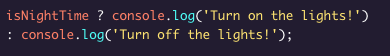 isNightTime ? console.log('Turn on the lights!')
: console.log('Turn off the lights!');